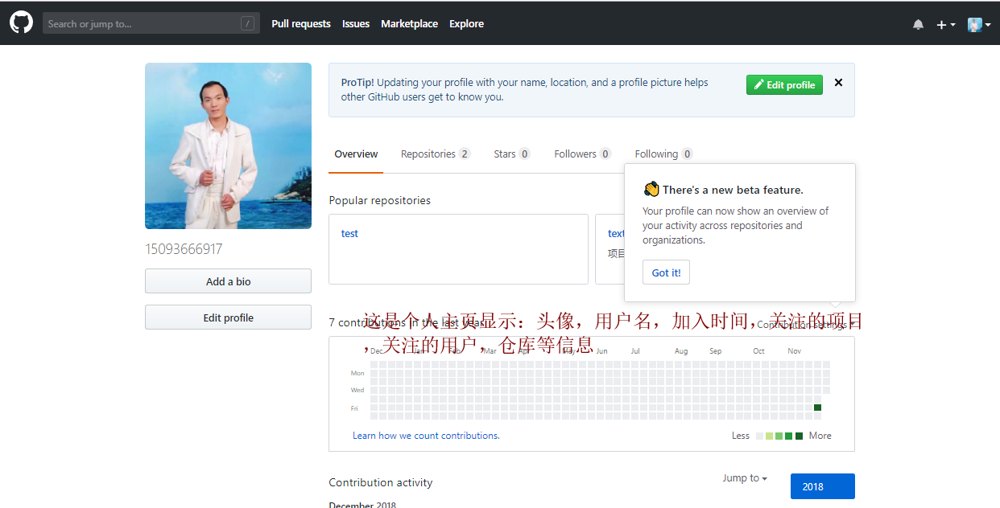 Search or jump to... /
Pull requests Issues Marketplace Explore
ProTip! Updating your profile with your name, location, and a profile picture helps
other GitHub users get to know you.
Edit profile
Overview Repositories 2 Stars 0 Followers 0 Following 0
There's a new beta feature.
Your profile can now show an overview of
your activity across repositories and
organizations.
Got it!
Popular repositories
test
text
项目
15093666917
Add a bio
Edit profile
7 contributions in the last year
Contribution settings
这是个人主页显示：头像，用户名，加入时间，关注的项目
，关注的用户，仓库等信息
Dec Jan Feb Mar Apr May Jun Jul Aug Sep Oct Nov
Mon
Wed
Fri
Learn how we count contributions.
Less More
Contribution activity
Jump to
2018
December 2018